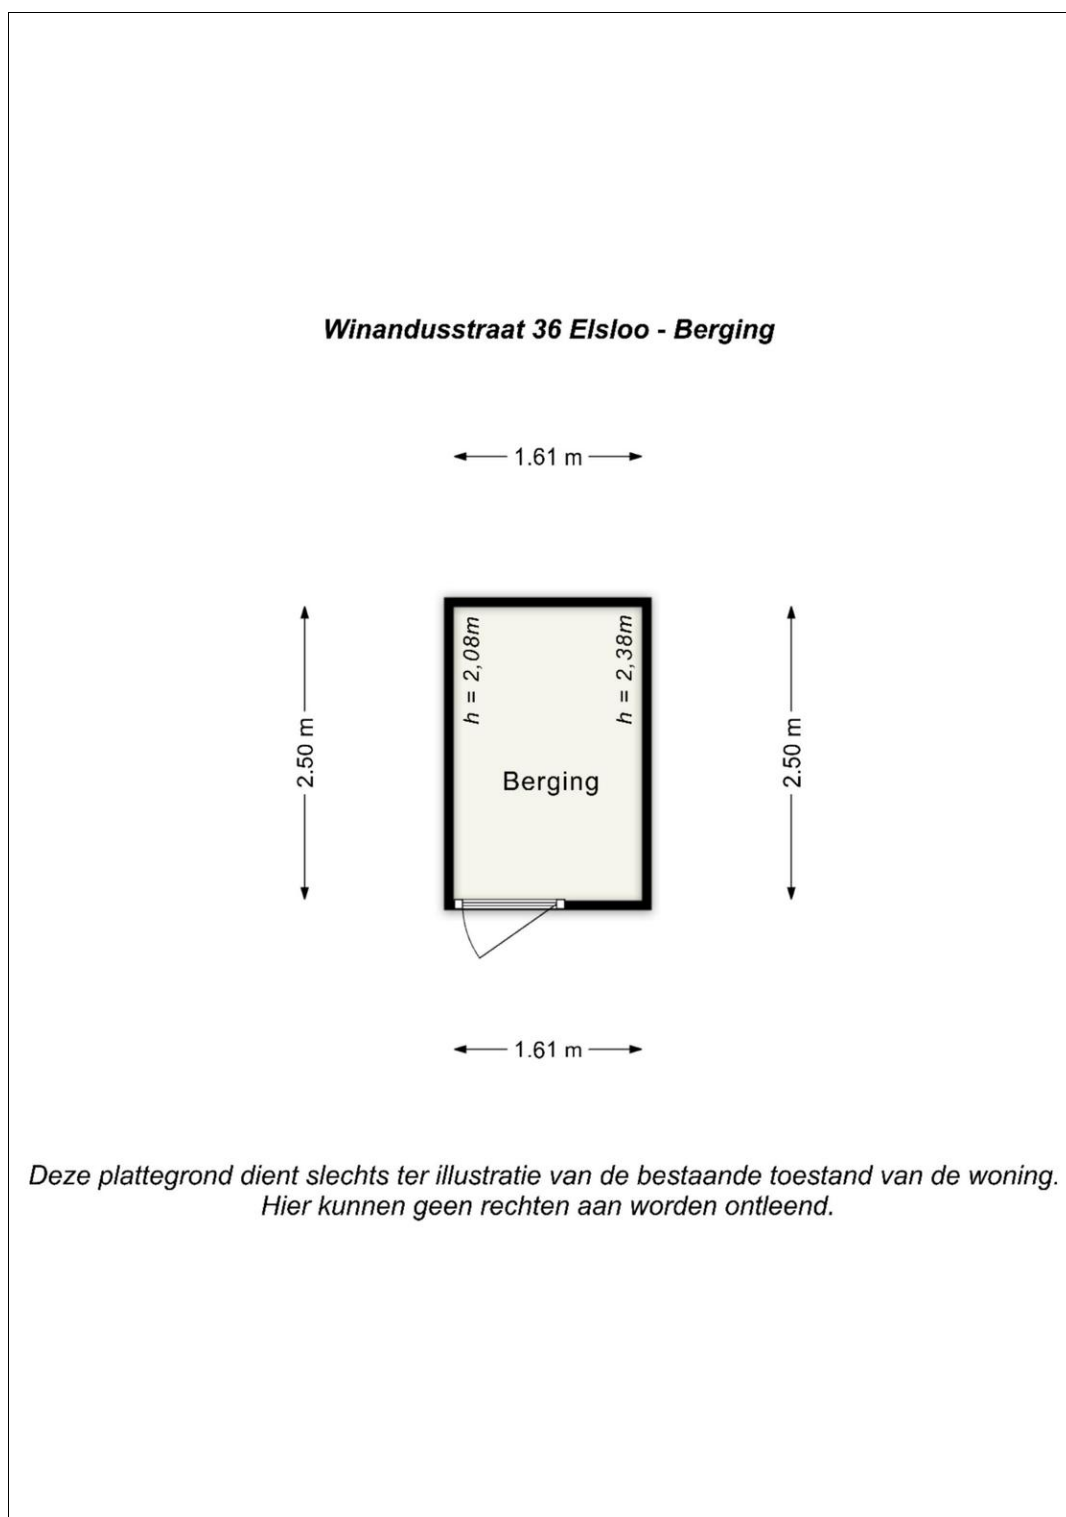 Winandusstraat 36 Elsloo - Berging
1.61 m
h = 2,08m
h = 2,38m
2.50 m
2.50 m
Berging
1.61 m
Deze plattegrond dient slechts ter illustratie van de bestaande toestand van de woning.
Hier kunnen geen rechten aan worden ontleend.